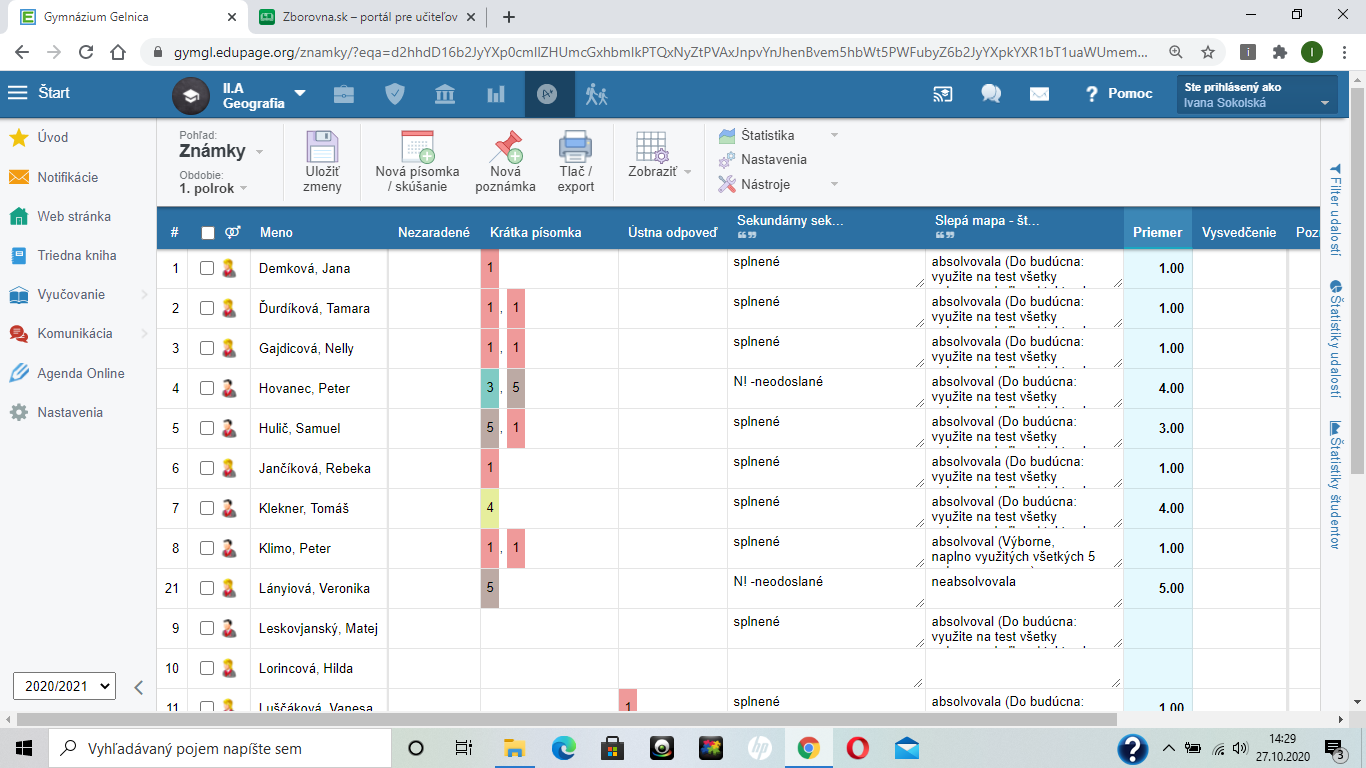 Gymnázium Gelnica
Zborovna.sk – portál pre učiteľov
gymgl.edupage.org/znamky/?eqa=d2hhdD16b2JyYXp0cmllZHUmcGxhbmlkPTQxNyZtPVAxJnpvYnJhenBvem5hbWt5PWFubyZ6b2JyYXpkYXR1bT1uaWUmem...
Štart
II.A
Geografia
Pomoc
Ste prihlásený ako
Ivana Sokolská
Úvod
Notifikácie
Web stránka
Triedna kniha
Vyučovanie
Komunikácia
Agenda Online
Nastavenia
2020/2021
Pohľad:
Známky
Obdobie:
1. polrok
Uložiť
zmeny
Nová písomka
/ skúšanie
Nová
poznámka
Tlač /
export
Zobraziť
Štatistika
Nastavenia
Nástroje
# Meno Nezaradené Krátka písomka Ústna odpoveď Sekundárny sek... Slepá mapa - št... Priemer Vysvedčenie
1 Demková, Jana 1 splnené absolvovala (Do budúcna:
využite na test všetky
1.00
2 Ďurdíková, Tamara 1, 1 splnené absolvovala (Do budúcna:
využite na test všetky
1.00
3 Gajdicová, Nelly 1, 1 splnené absolvovala (Do budúcna:
využite na test všetky
1.00
4 Hovanec, Peter 3, 5 N! -neodoslané absolvoval (Do budúcna:
využite na test všetky
4.00
5 Hulič, Samuel 5, 1 splnené absolvoval (Do budúcna:
využite na test všetky
3.00
6 Jančíková, Rebeka 1 splnené absolvovala (Do budúcna:
využite na test všetky
1.00
7 Klekner, Tomáš 4 splnené absolvoval (Do budúcna:
využite na test všetky
4.00
8 Klimo, Peter 1, 1 splnené absolvoval (Výborne,
naplno využitých všetkých 5
1.00
21 Lányiová, Veronika 5 N! -neodoslané neabsolvovala 5.00
9 Leskovjanský, Matej splnené absolvoval (Do budúcna:
využite na test všetky
10 Lorincová, Hilda
11 Luščáková, Vanesa 1 splnené absolvovala (Do budúcna: 1.00
Filter udalostí
Štatistiky udalostí
Štatistiky študentov
Vyhľadávaný pojem napíšte sem
14:29
27.10.2020
3